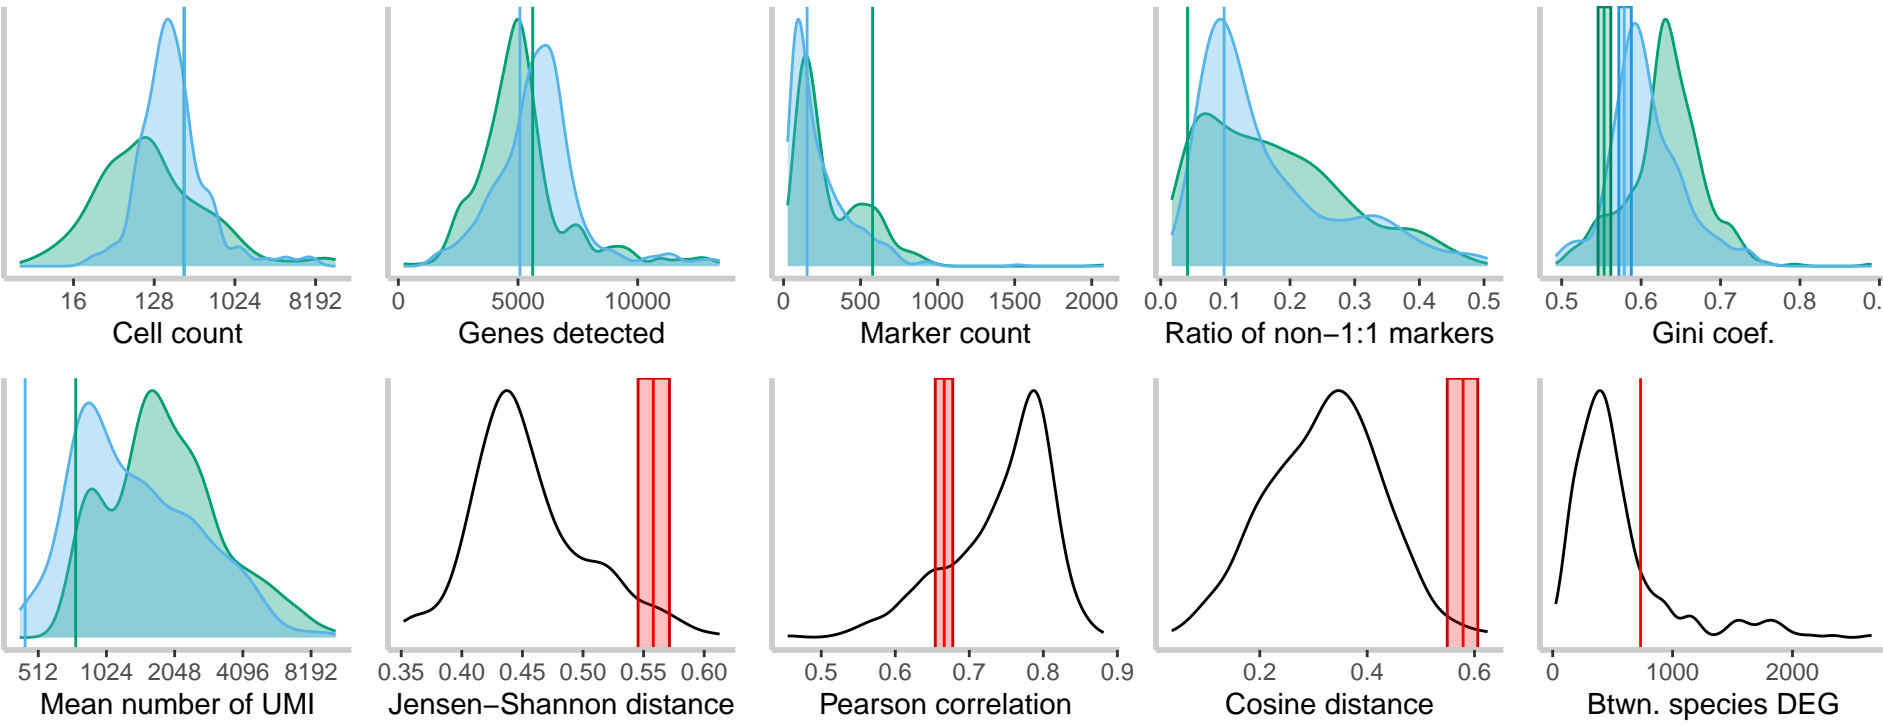 16 128 1024 8192
Cell count
0 5000 10000
Genes detected
0 500 1000 1500 2000
Marker count
0.0 0.1 0.2 0.3 0.4 0.5
Ratio of non−1:1 markers
0.5 0.6 0.7 0.8
Gini coef.
512 1024 2048 4096 8192
Mean number of UMI
0.35 0.40 0.45 0.50 0.55 0.60
Jensen−Shannon distance
0.5 0.6 0.7 0.8 0.9
Pearson correlation
0.2 0.4 0.6
Cosine distance
0 1000 2000
Btwn. species DEG